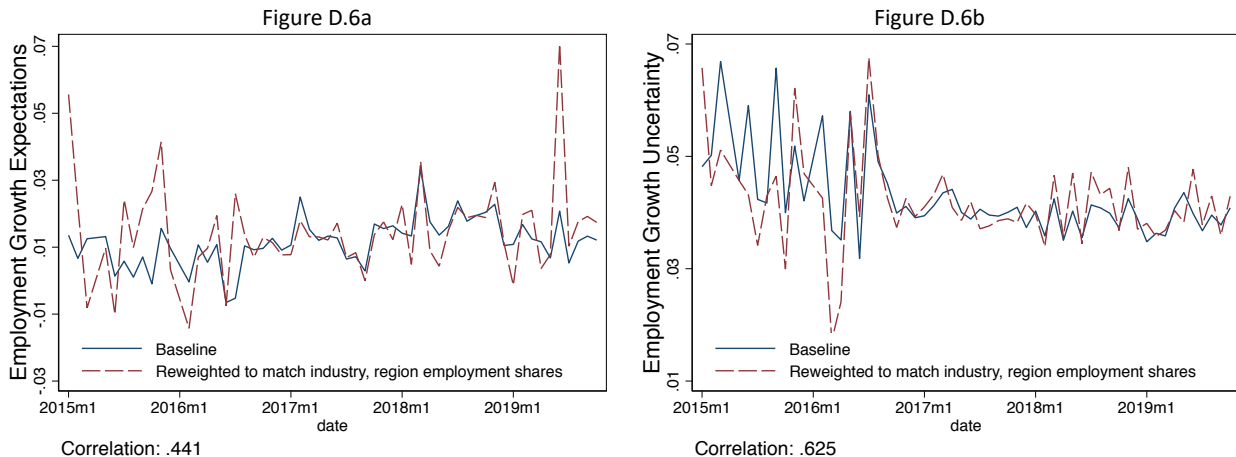 Figure D.6a
Employment Growth Expectations
.07
.05
.03
.01
-.01
-.03
Baseline
Reweighted to match industry, region employment shares
2015m1 2016m1 2017m1 2018m1 2019m1
date
Correlation: .441
Figure D.6b
Employment Growth Uncertainty
.07
.05
.03
.01
Baseline
Reweighted to match industry, region employment shares
2015m1 2016m1 2017m1 2018m1 2019m1
date
Correlation: .625